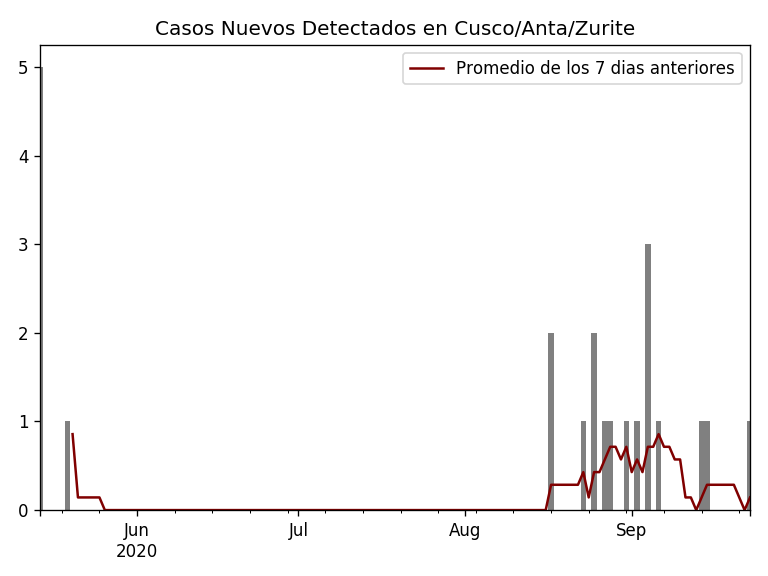 Casos Nuevos Detectados en Cusco/Anta/Zurite
Promedio de los 7 dias anteriores
5
4
3
2
1
0
Jun
2020
Jul
Aug
Sep